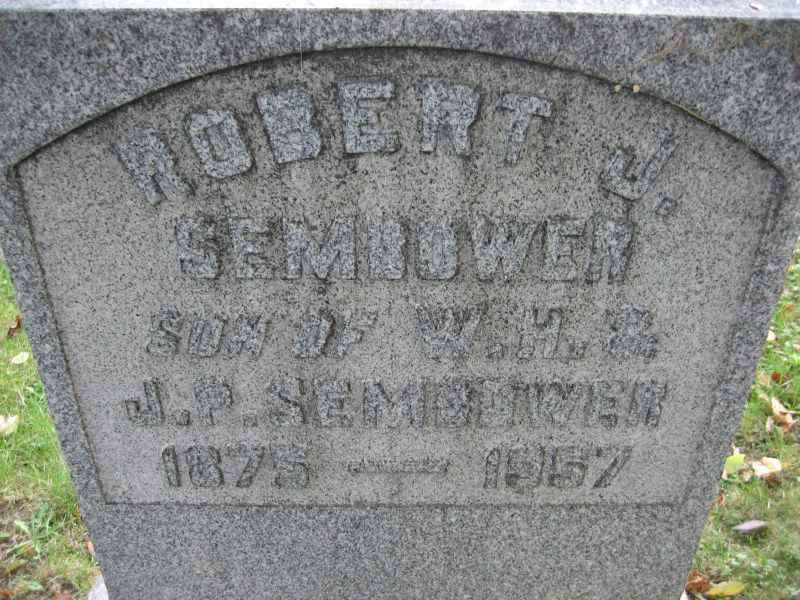 ROBERT J.
SEMBOWER
SON OF W.H. &
J.P. SEMBOWER
1875 — 1957